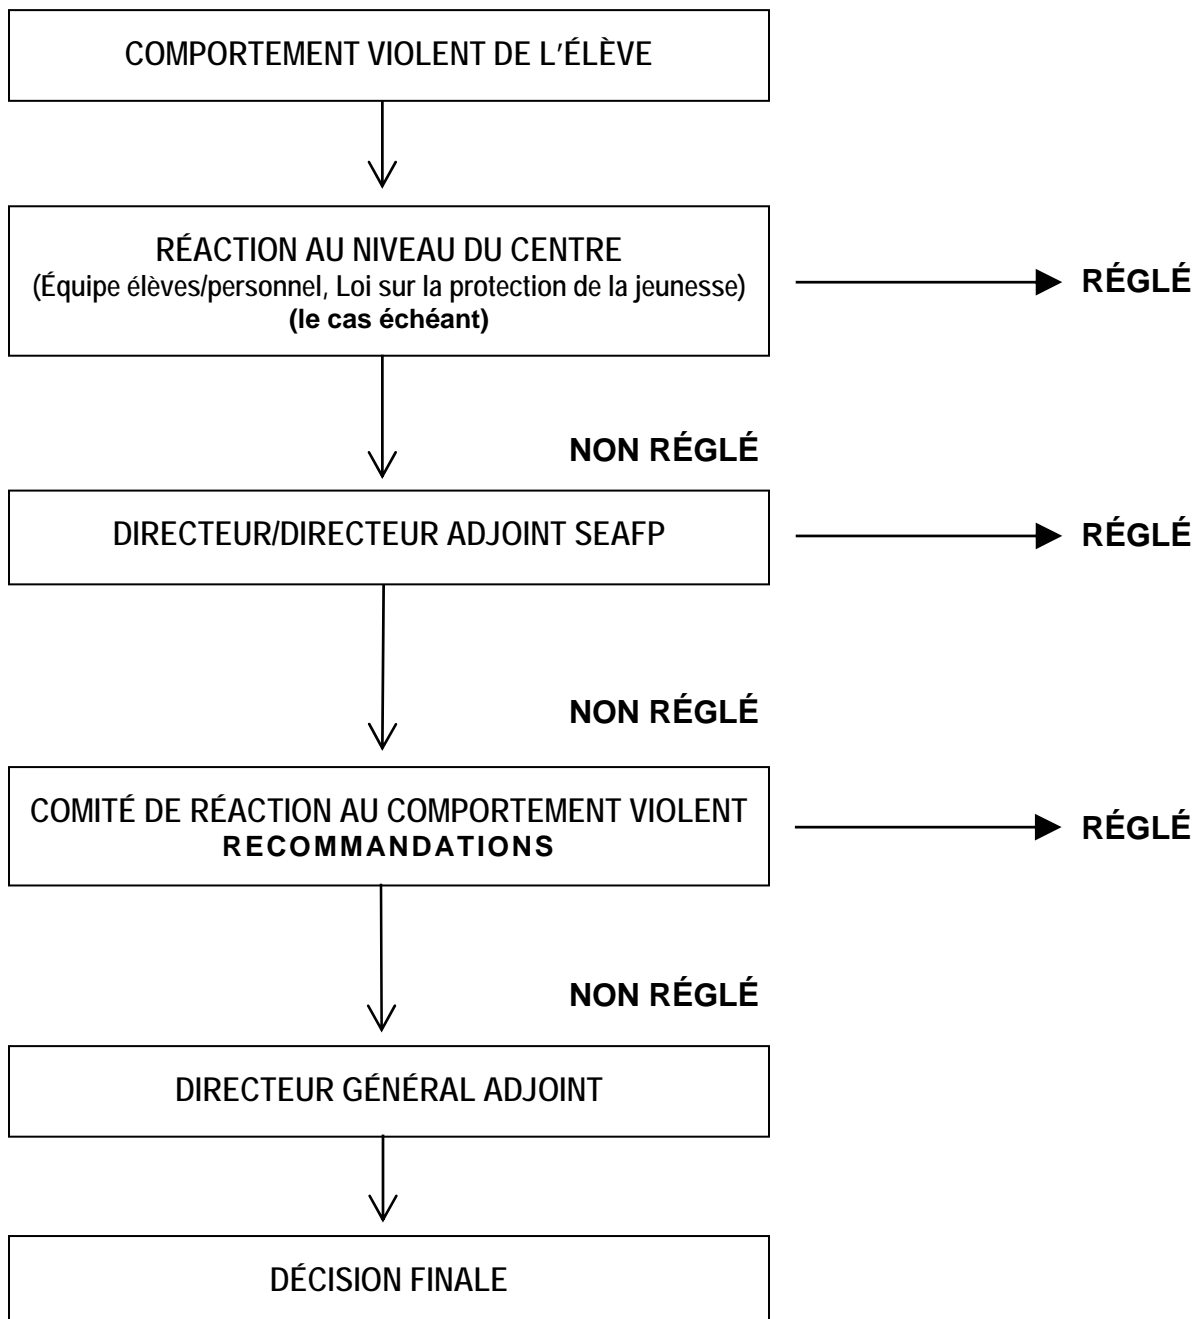 COMPORTEMENT VIOLENT DE L'ÉLÈVE
RÉACTION AU NIVEAU DU CENTRE
(Équipe élèves/personnel, Loi sur la protection de la jeunesse)
(le cas échéant)
RÉGLÉ
NON RÉGLÉ
DIRECTEUR/DIRECTEUR ADJOINT SEAFP
RÉGLÉ
NON RÉGLÉ
COMITÉ DE RÉACTION AU COMPORTEMENT VIOLENT
RECOMMANDATIONS
RÉGLÉ
NON RÉGLÉ
DIRECTEUR GÉNÉRAL ADJOINT
DÉCISION FINALE